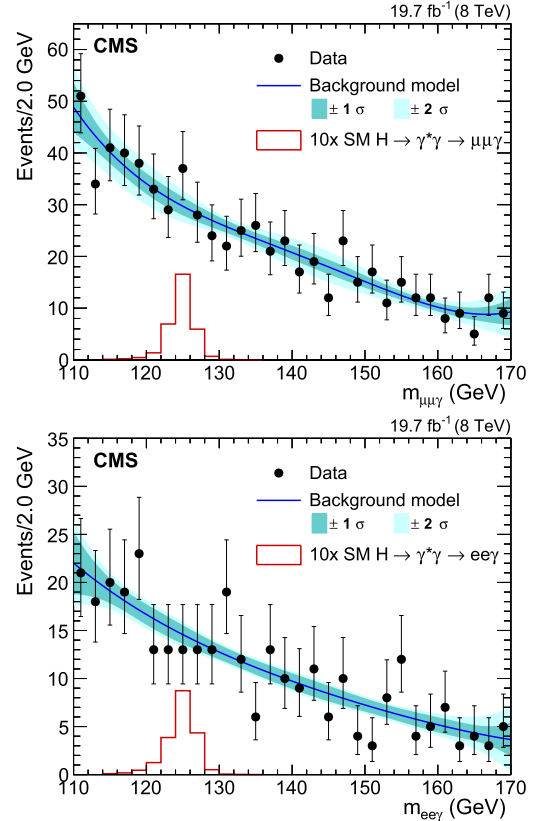 19.7 fb⁻¹ (8 TeV)
CMS
Data
Background model
± 1 σ ± 2 σ
10x SM H → γ*γ → μμγ
Events/2.0 GeV
60
50
40
30
20
10
0
110 120 130 140 150 160 170
m_μμγ (GeV)
19.7 fb⁻¹ (8 TeV)
CMS
Data
Background model
± 1 σ ± 2 σ
10x SM H → γ*γ → eeγ
Events/2.0 GeV
35
30
25
20
15
10
5
0
110 120 130 140 150 160 170
m_eeγ (GeV)